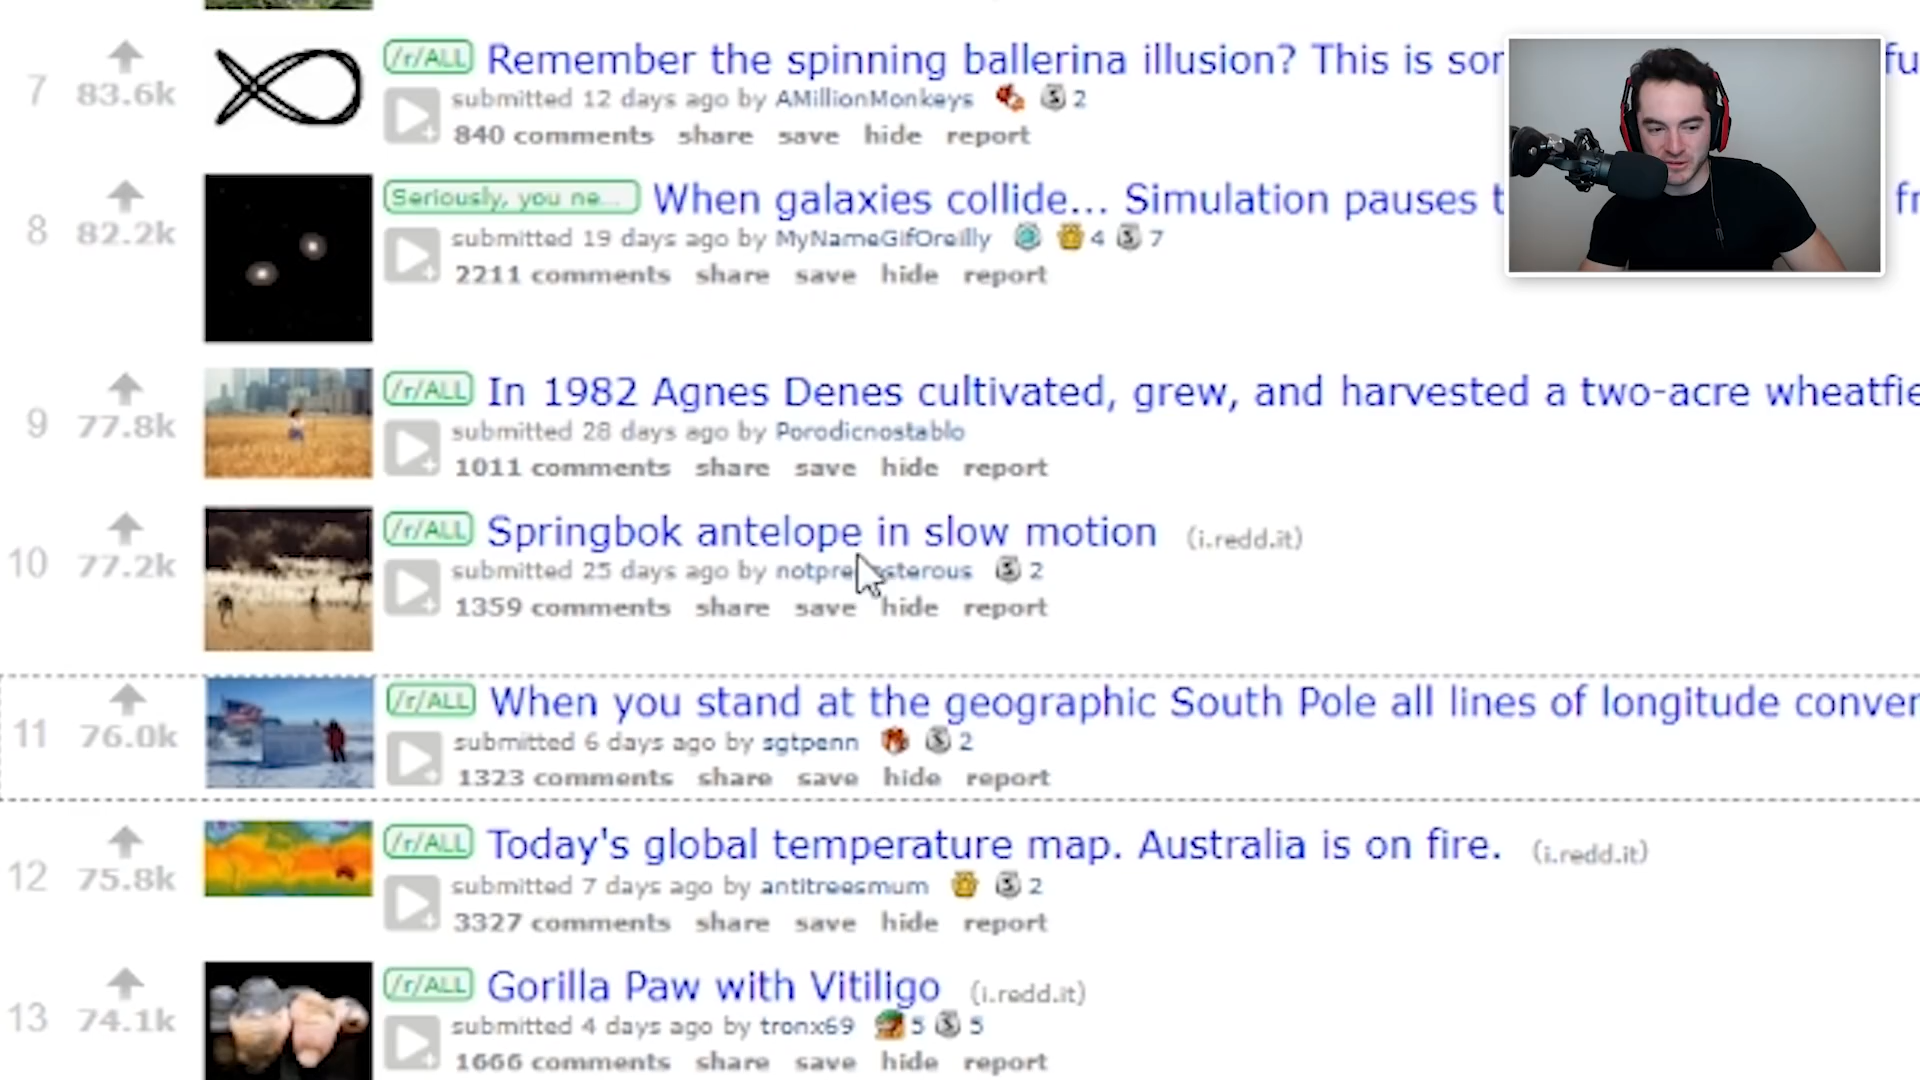 7 83.6k /r/ALL Remember the spinning ballerina illusion? This is
submitted 12 days ago by AMillionMonkeys 2
840 comments share save hide report
8 82.2k Seriously, you ne... When galaxies collide... Simulation pauses
submitted 19 days ago by MyNameGifOreilly 4 7
2211 comments share save hide report
9 77.8k /r/ALL In 1982 Agnes Denes cultivated, grew, and harvested a two-acre wheatfie
submitted 28 days ago by Porodicnostablo
1011 comments share save hide report
10 77.2k /r/ALL Springbok antelope in slow motion (i.redd.it)
submitted 25 days ago by 2
1359 comments share save hide report
11 76.0k /r/ALL When you stand at the geographic South Pole all lines of longitude conver
submitted 6 days ago by sgtpenn 2
1323 comments share save hide report
12 75.8k /r/ALL Today's global temperature map. Australia is on fire. (i.redd.it)
submitted 7 days ago by antitreesmum 2
3327 comments share save hide report
13 74.1k /r/ALL Gorilla Paw with Vitiligo (i.redd.it)
submitted 4 days ago by tronx69 5 5
1666 comments share save hide report